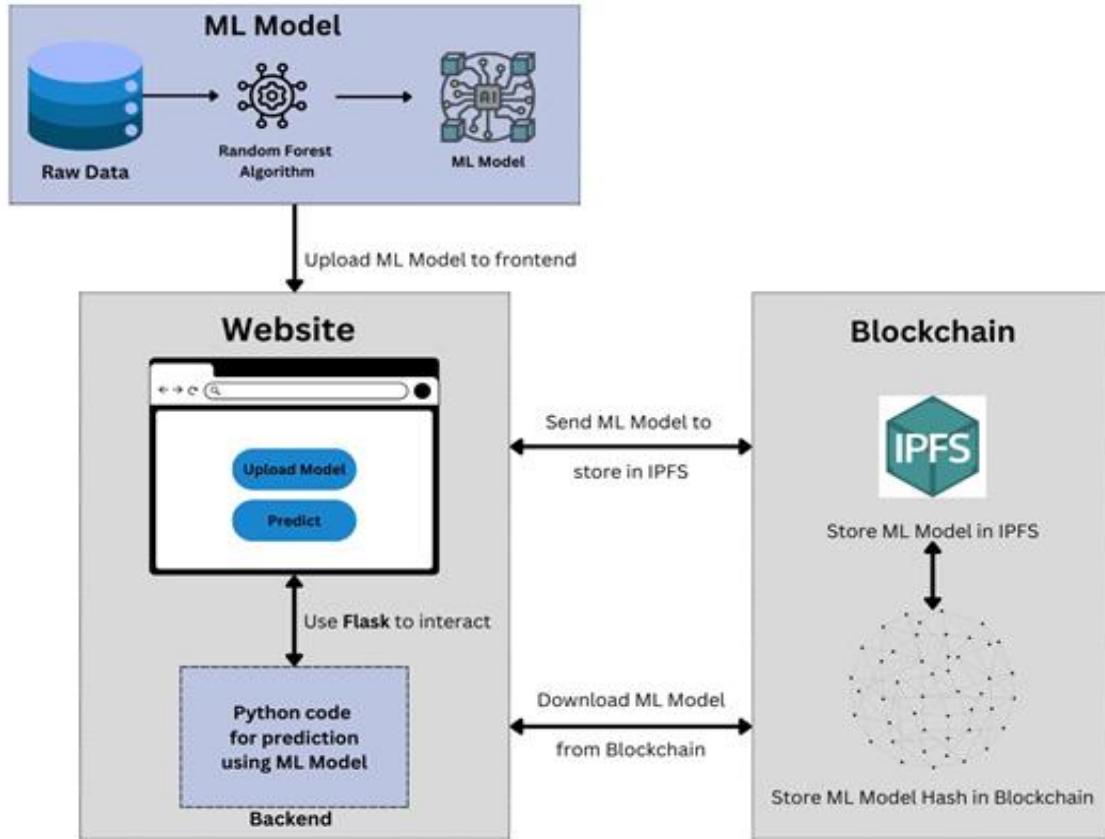 ML Model
AI
Raw Data
Random Forest
Algorithm
ML Model
Upload ML Model to frontend
Website
Upload Model
Predict
Use Flask to interact
Python code
for prediction
using ML Model
Backend
Send ML Model to
store in IPFS
Download ML Model
from Blockchain
Blockchain
IPFS
Store ML Model in IPFS
Store ML Model Hash in Blockchain